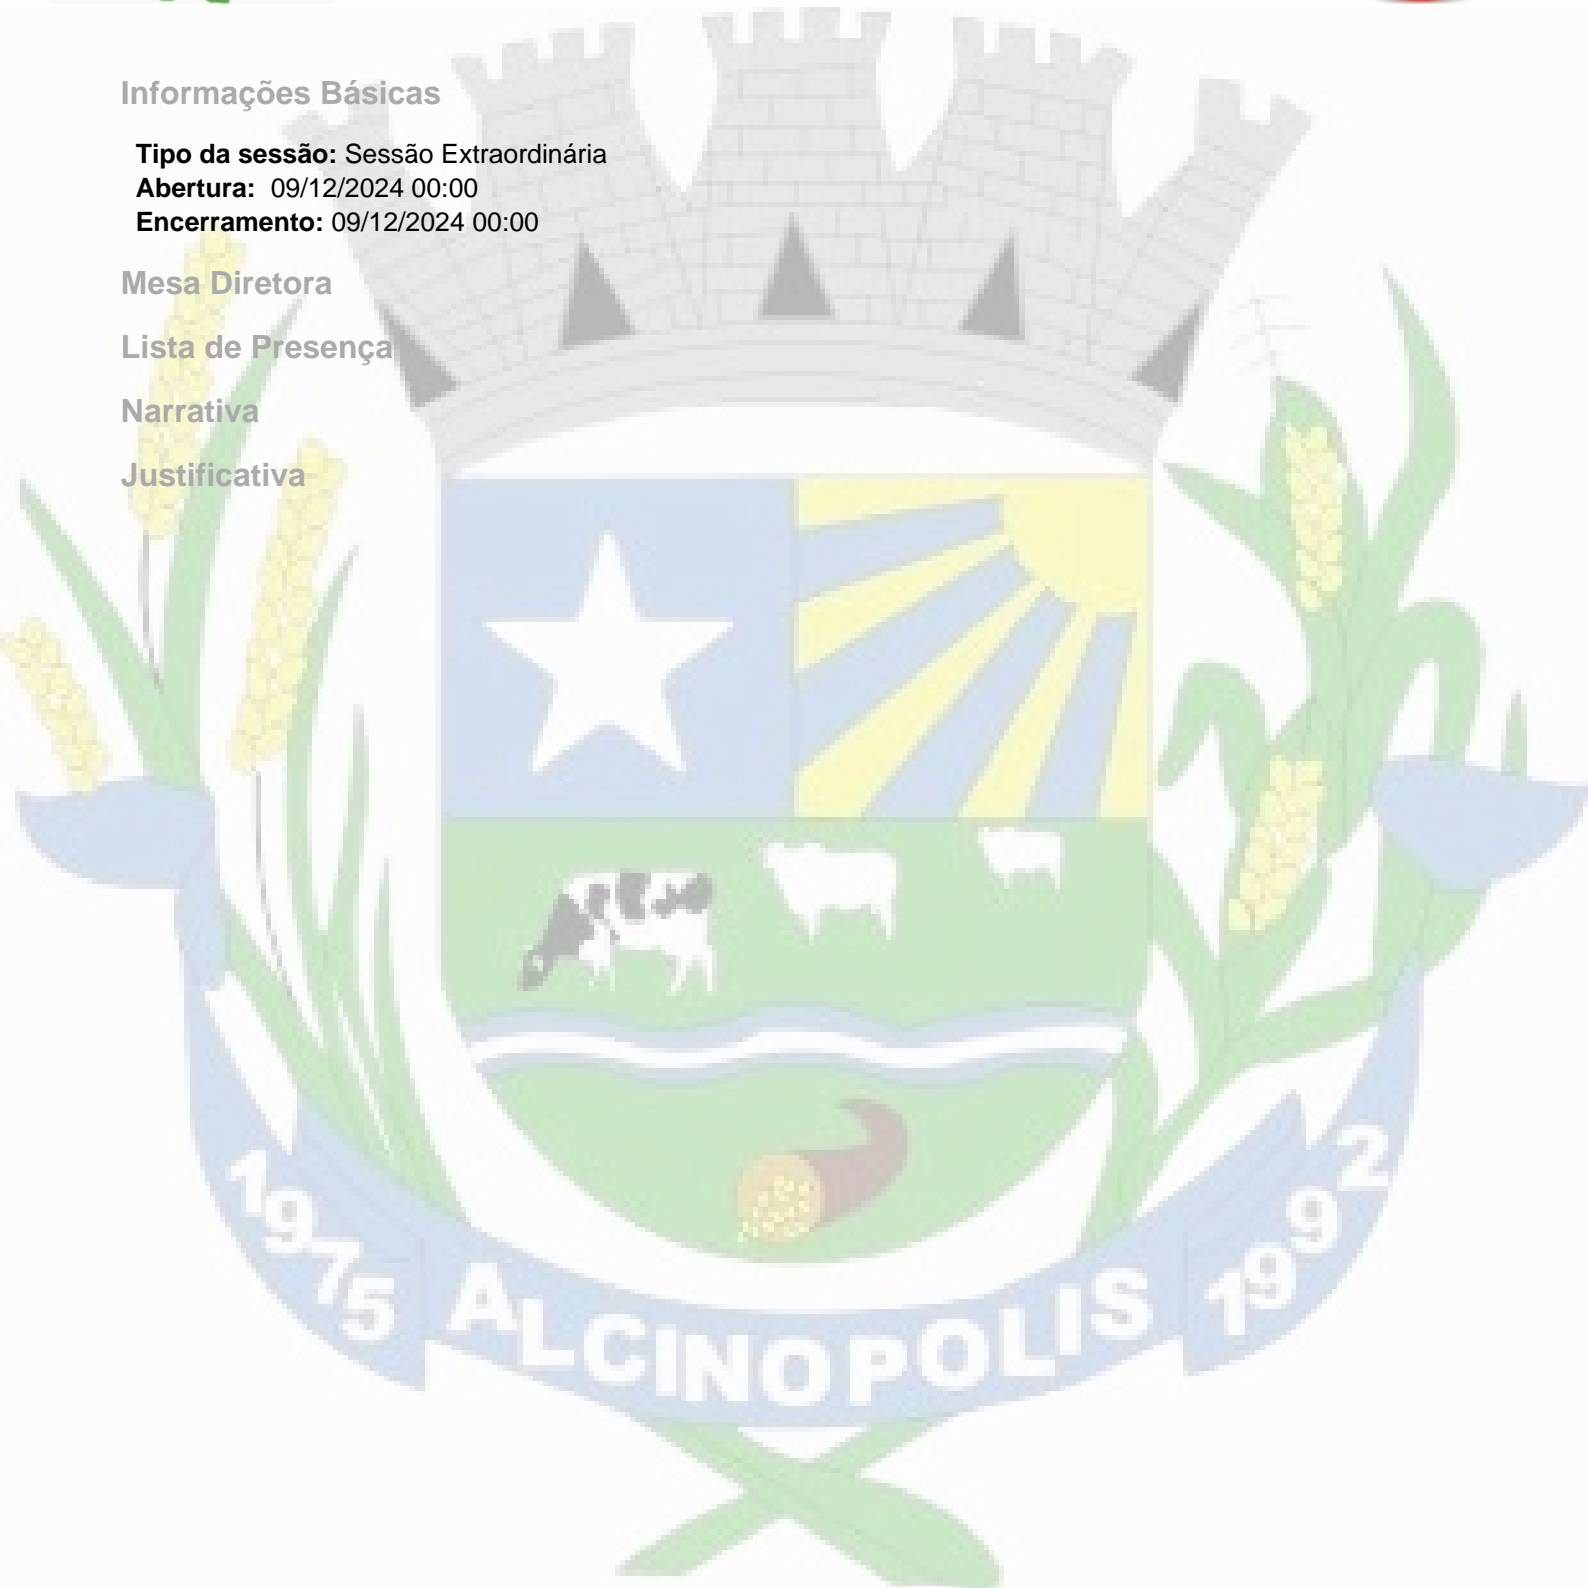 Informações Básicas
Tipo da sessão: Sessão Extraordinária
Abertura: 09/12/2024 00:00
Encerramento: 09/12/2024 00:00
Mesa Diretora
Lista de Presença
Narrativa
Justificativa
1975 ALCINOPOLIS 1992